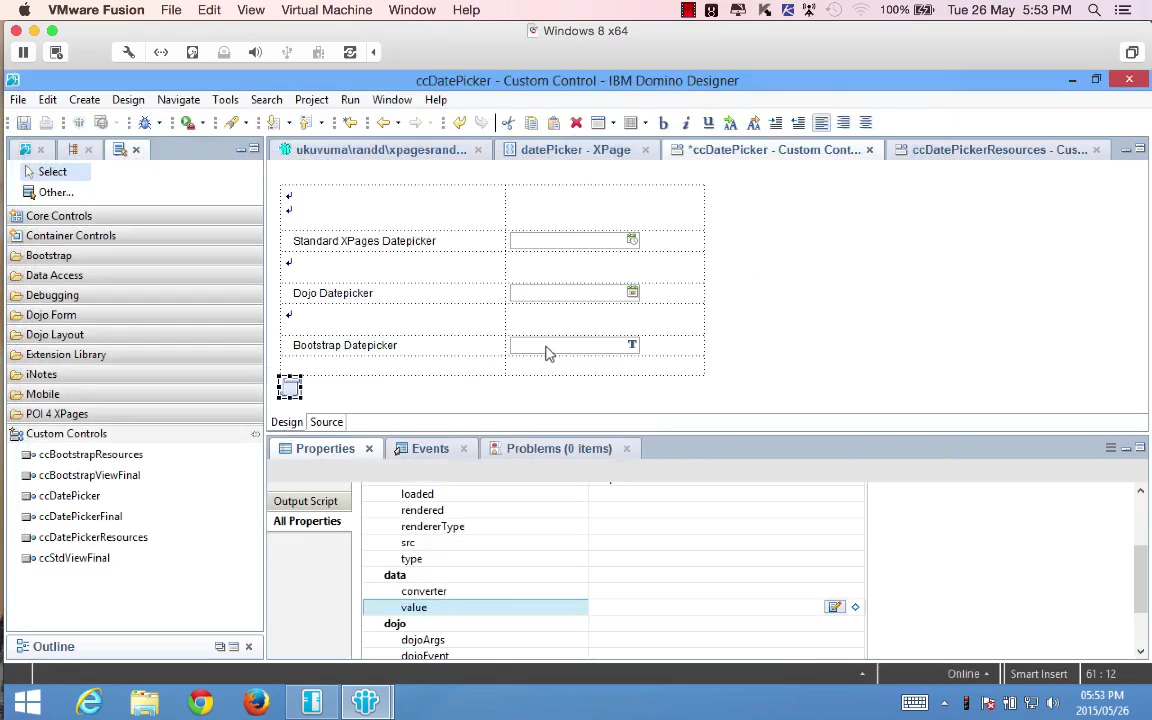 VMware Fusion File Edit View Virtual Machine Window Help 100% Tue 26 May 5:53 PM
Windows 8 x64
ccDatePicker - Custom Control - IBM Domino Designer
File Edit Create Design Navigate Tools Search Project Run Window Help
ukuvuma\randd\xpagesrand... datePicker - XPage *ccDatePicker - Custom Cont... ccDatePickerResources - Cus...
Select
Other...
Core Controls
Container Controls
Bootstrap
Data Access
Debugging
Dojo Form
Dojo Layout
Extension Library
iNotes
Mobile
POI 4 XPages
Custom Controls
ccBootstrapResources
ccBootstrapViewFinal
ccDatePicker
ccDatePickerFinal
ccDatePickerResources
ccStdViewFinal
Outline
Standard XPages Datepicker
Dojo Datepicker
Bootstrap Datepicker
Design Source
Properties Events Problems (0 items)
Output Script
All Properties
loaded
rendered
rendererType
src
type
data
converter
value
dojo
dojoArgs
dojoEvent
Online Smart Insert 61 : 12
05:53 PM
2015/05/26